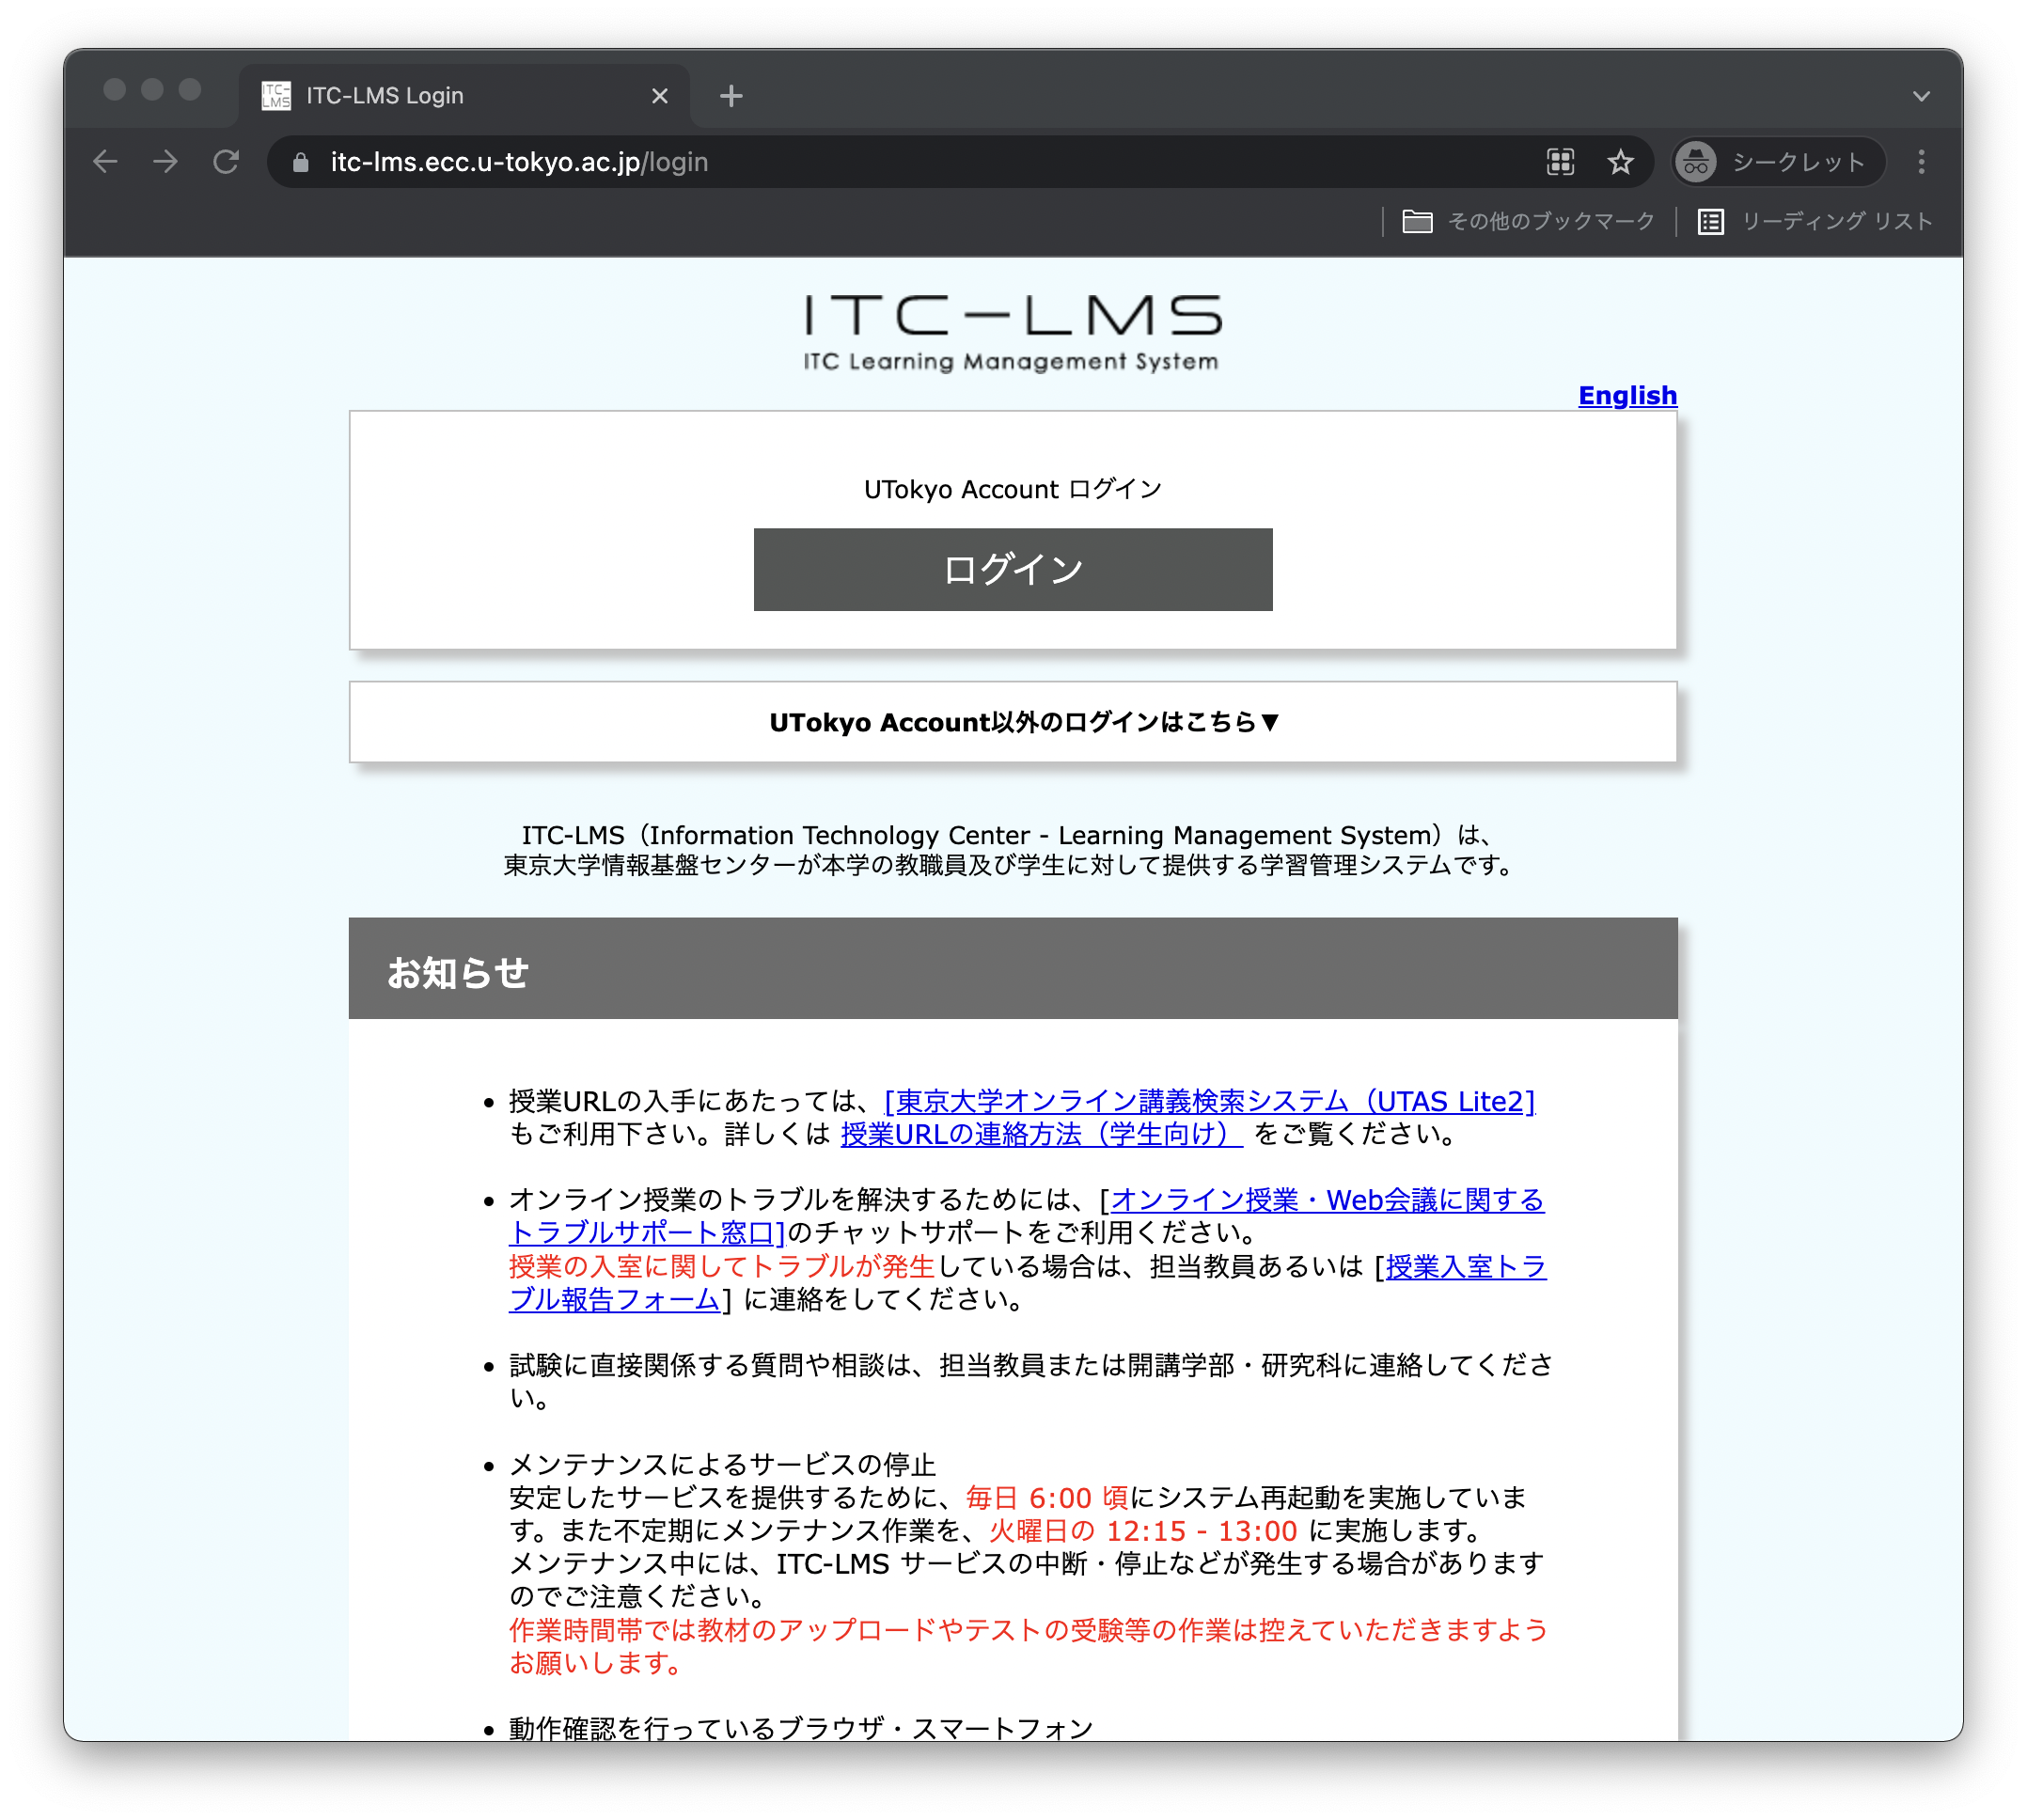 ITC-LMS Login
itc-lms.ecc.u-tokyo.ac.jp/login
シークレット
その他のブックマーク
リーディング リスト
ITC-LMS
ITC Learning Management System
English
UTokyo Account ログイン
ログイン
UTokyo Account以外のログインはこちら▼
ITC-LMS（Information Technology Center - Learning Management System）は、
東京大学情報基盤センターが本学の教職員及び学生に対して提供する学習管理システムです。
お知らせ
• 授業URLの入手にあたっては、[東京大学オンライン講義検索システム（UTAS Lite2]
もご利用下さい。詳しくは 授業URLの連絡方法（学生向け） をご覧ください。
• オンライン授業のトラブルを解決するためには、[オンライン授業・Web会議に関する
トラブルサポート窓口]のチャットサポートをご利用ください。
授業の入室に関してトラブルが発生している場合は、担当教員あるいは [授業入室トラ
ブル報告フォーム] に連絡をしてください。
• 試験に直接関係する質問や相談は、担当教員または開講学部・研究科に連絡してくださ
い。
• メンテナンスによるサービスの停止
安定したサービスを提供するために、毎日 6:00 頃にシステム再起動を実施していま
す。また不定期にメンテナンス作業を、火曜日の 12:15 - 13:00 に実施します。
メンテナンス中には、ITC-LMS サービスの中断・停止などが発生する場合があります
のでご注意ください。
作業時間帯では教材のアップロードやテストの受験等の作業は控えていただきますよう
お願いします。
• 動作確認を行っているブラウザ・スマートフォン